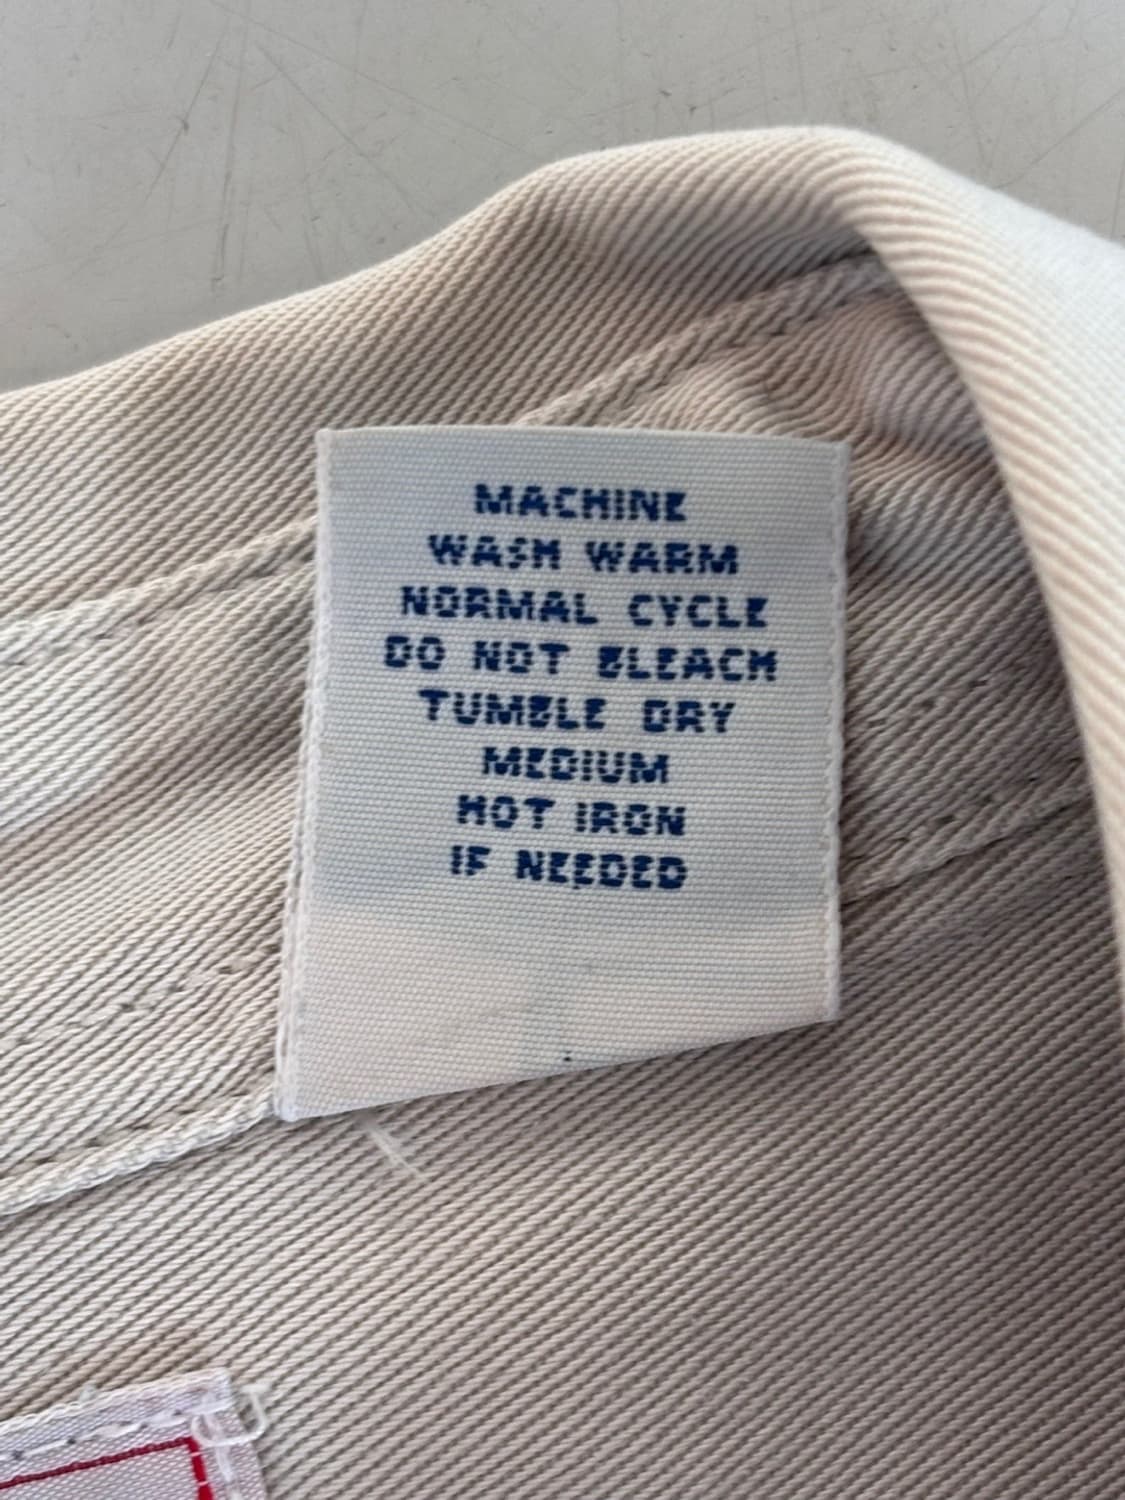 MACHINE
WASH WARM
NORMAL CYCLE
DO NOT BLEACH
TUMBLE DRY
MEDIUM
HOT IRON
IF NEEDED